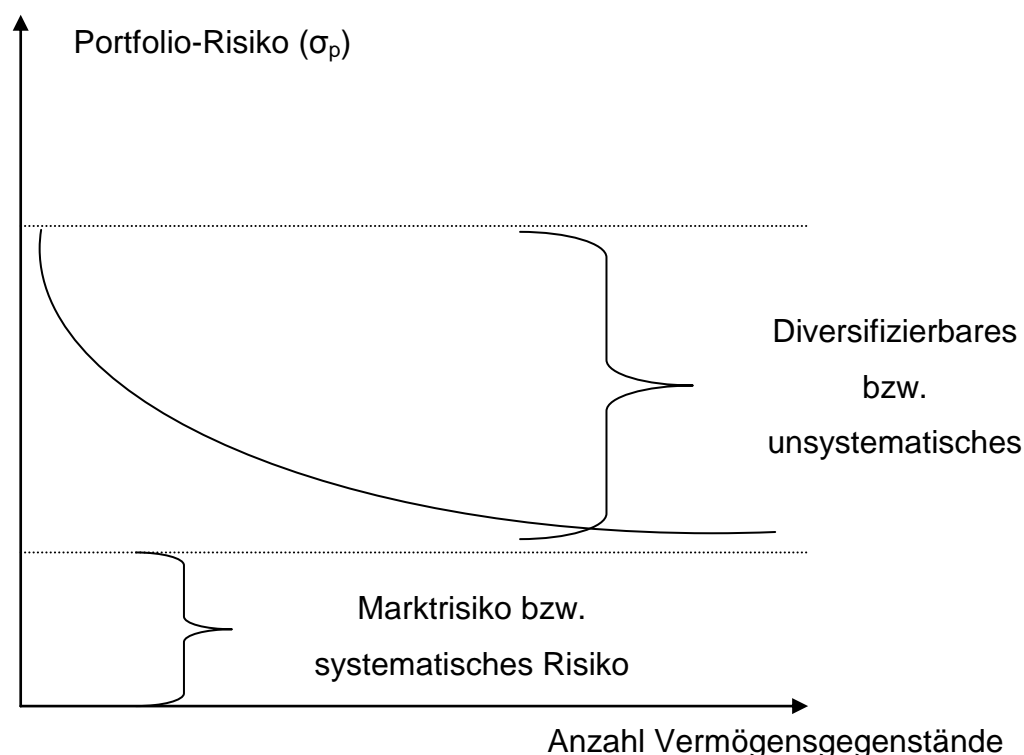 Portfolio-Risiko (σp)
Diversifizierbares
bzw.
unsystematisches
Marktrisiko bzw.
systematisches Risiko
Anzahl Vermögensgegenstände